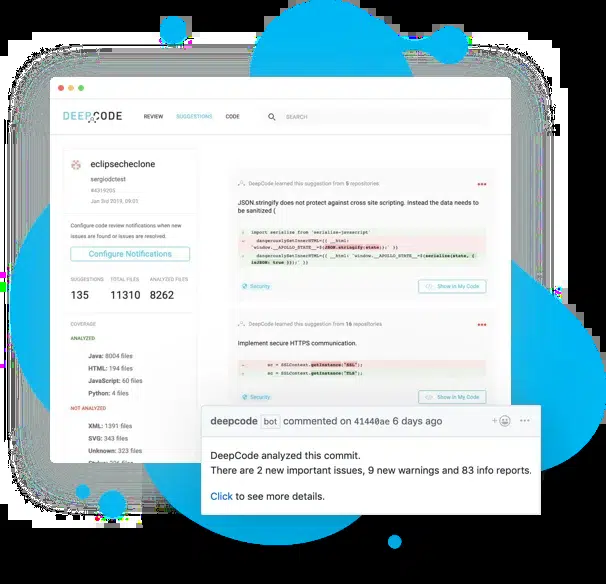 DEEPCODE
REVIEW
SUGGESTIONS
CODE
SEARCH
eclipsecheclone
sergiodctest
#4319205
Jan 3rd 2019, 09:21
Configure code review notifications when new
issues are found or issues are resolved.
Configure Notifications
SUGGESTIONS
TOTAL FILES
ANALYZED FILES
135
11310
8262
COVERAGE
ANALYZED
Java: 8004 files
HTML: 194 files
JavaScript: 60 files
Python: 4 files
NOT ANALYZED
XML: 1391 files
SVG: 343 files
Unknown: 323 files
DeepCode learned this suggestion from 5 repositories
JSON.stringify does not protect against cross site scripting. Instead the data needs to
be sanitized (
import serialize from 'serialize-javascript'
dangerouslySetInnerHTML={{ __html:
`window.__APOLLO_STATE__=${JSON.stringify(state)};` }}
dangerouslySetInnerHTML={{ __html: `window.__APOLLO_STATE__=${serialize(state, {
isJSON: true })};` }}
Security
Show in My Code
DeepCode learned this suggestion from 16 repositories
Implement secure HTTPS communication.
= SSLContext.getInstance("SSL");
= SSLContext.getInstance("TLS");
Security
Show in My Code
deepcode bot commented on 41440ae 6 days ago
DeepCode analyzed this commit.
There are 2 new important issues, 9 new warnings and 83 info reports.
Click to see more details.